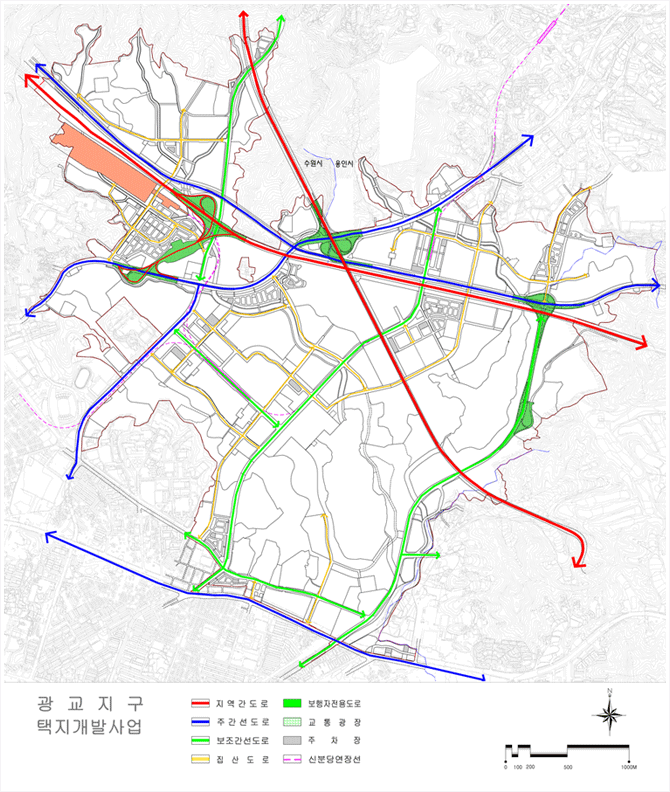 수원시 용인시
광 교 지 구
택지개발사업
지 역 간 도 로
주 간 선 도 로
보조간선도로
집 산 도 로
보행자전용도로
교 통 광 장
주 차 장
신분당연장선
N
0 100 200 500 1000M